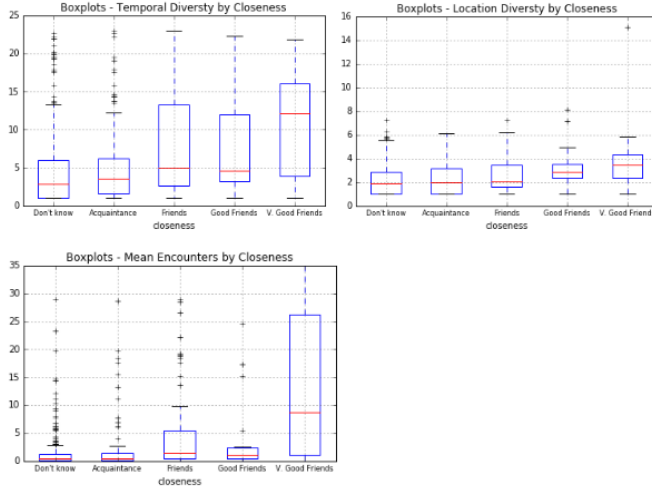 Boxplots - Temporal Diversty by Closeness
25
20
15
10
5
0
Don't know Acquaintance Friends Good Friends V. Good Friends
closeness
Boxplots - Location Diversty by Closeness
16
14
12
10
8
6
4
2
0
Don't know Acquaintance Friends Good Friends V. Good Friends
closeness
Boxplots - Mean Encounters by Closeness
35
30
25
20
15
10
5
0
Don't know Acquaintance Friends Good Friends V. Good Friends
closeness